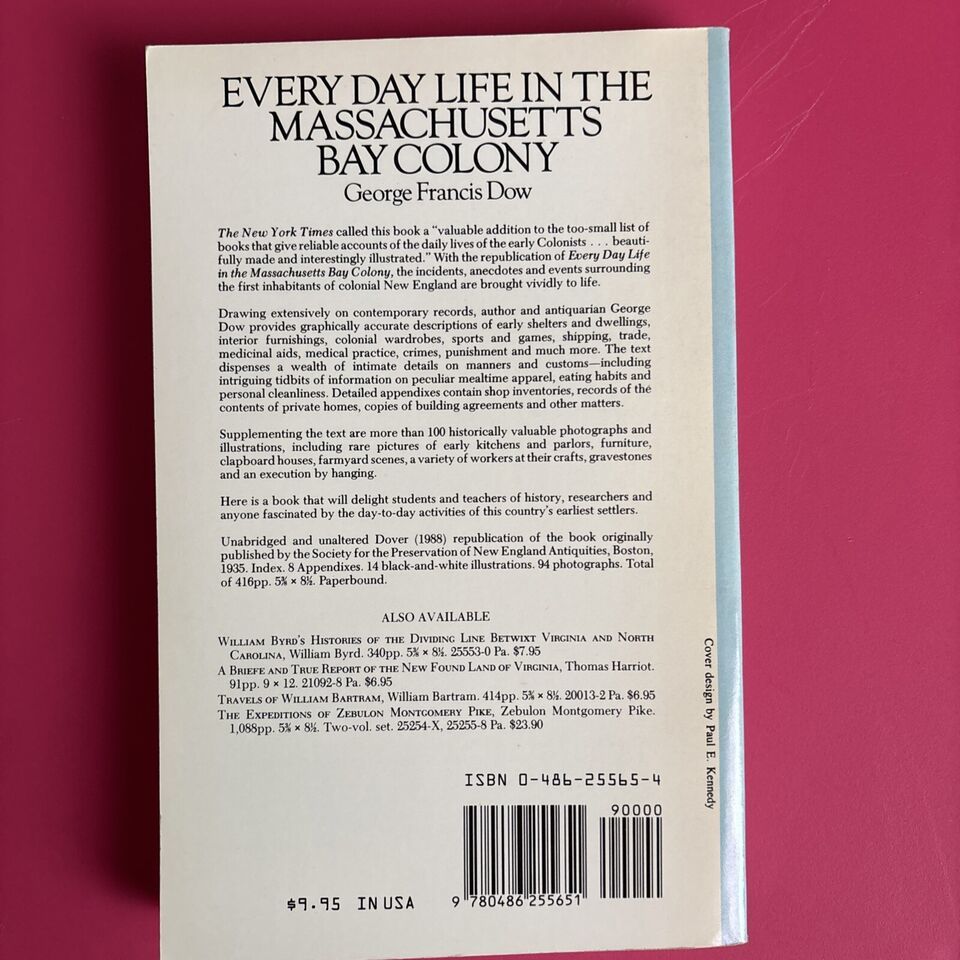 EVERY DAY LIFE IN THE
MASSACHUSETTS
BAY COLONY
George Francis Dow
The New York Times called this book a “valuable addition to the too-small list of
books that give reliable accounts of the daily lives of the early Colonists . . . beauti-
fully made and interestingly illustrated.” With the republication of Every Day Life
in the Massachusetts Bay Colony, the incidents, anecdotes and events surrounding
the first inhabitants of colonial New England are brought vividly to life.
Drawing extensively on contemporary records, author and antiquarian George
Dow provides graphically accurate descriptions of early shelters and dwellings,
interior furnishings, colonial wardrobes, sports and games, shipping, trade,
medicinal aids, medical practice, crimes, punishment and much more. The text
dispenses a wealth of intimate details on manners and customs—including
intriguing tidbits of information on peculiar mealtime apparel, eating habits and
personal cleanliness. Detailed appendixes contain shop inventories, records of the
contents of private homes, copies of building agreements and other matters.
Supplementing the text are more than 100 historically valuable photographs and
illustrations, including rare pictures of early kitchens and parlors, furniture,
clapboard houses, farmyard scenes, a variety of workers at their crafts, gravestones
and an execution by hanging.
Here is a book that will delight students and teachers of history, researchers and
anyone fascinated by the day-to-day activities of this country’s earliest settlers.
Unabridged and unaltered Dover (1988) republication of the book originally
published by the Society for the Preservation of New England Antiquities, Boston,
1935. Index. 8 Appendixes. 14 black-and-white illustrations. 94 photographs. Total
of 416pp. 5⅜ × 8½. Paperbound.
ALSO AVAILABLE
WILLIAM BYRD’S HISTORIES OF THE DIVIDING LINE BETWIXT VIRGINIA AND NORTH
CAROLINA, William Byrd. 340pp. 5⅜ × 8½. 25553-0 Pa. $7.95
A BRIEFE AND TRUE REPORT OF THE NEW FOUND LAND OF VIRGINIA, Thomas Harriot.
91pp. 9 × 12. 21092-8 Pa. $6.95
TRAVELS OF WILLIAM BARTRAM, William Bartram. 414pp. 5⅜ × 8½. 20013-2 Pa. $6.95
THE EXPEDITIONS OF ZEBULON MONTGOMERY PIKE, Zebulon Montgomery Pike.
1,088pp. 5⅜ × 8½. Two-vol. set. 25254-X, 25255-8 Pa. $23.90
Cover design by Paul E. Kennedy
ISBN 0-486-25565-4
90000
9 780486 255651
$9.95 IN USA